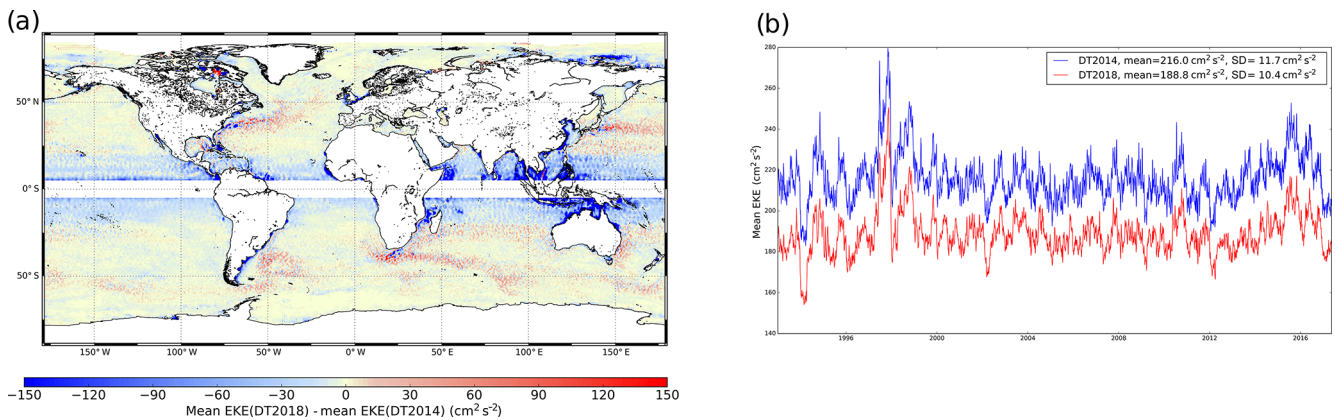 (a)
50° N
0° S
50° S
150° W 100° W 50° W 0° E 50° E 100° E 150° E
−150 −120 −90 −60 −30 0 30 60 90 120 150
Mean EKE(DT2018) - mean EKE(DT2014) (cm² s⁻²)
(b)
DT2014, mean=216.0 cm² s⁻², SD= 11.7 cm² s⁻²
DT2018, mean=188.8 cm² s⁻², SD= 10.4 cm² s⁻²
Mean EKE (cm² s⁻²)
280
260
240
220
200
180
160
140
1996 2000 2004 2008 2012 2016